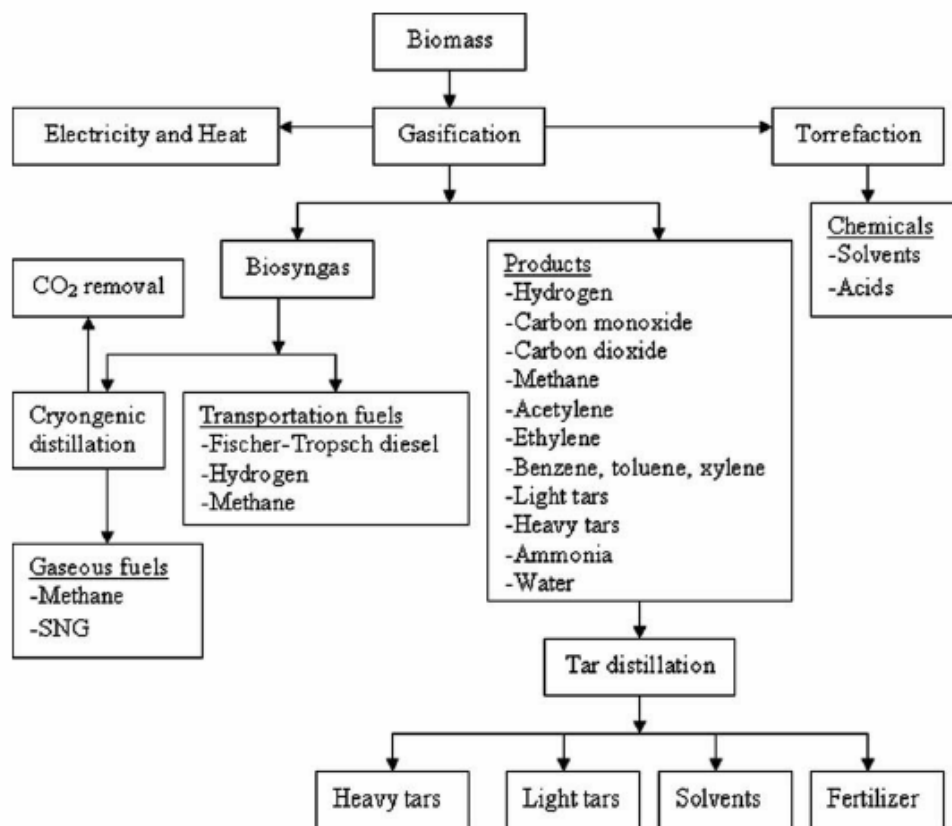 Biomass
Electricity and Heat
Gasification
Torrefaction
Chemicals
-Solvents
-Acids
Biosyngas
CO₂ removal
Products
-Hydrogen
-Carbon monoxide
-Carbon dioxide
-Methane
-Acetylene
-Ethylene
-Benzene, toluene, xylene
-Light tars
-Heavy tars
-Ammonia
-Water
Cryongenic
distillation
Transportation fuels
-Fischer-Tropsch diesel
-Hydrogen
-Methane
Gaseous fuels
-Methane
-SNG
Tar distillation
Heavy tars
Light tars
Solvents
Fertilizer